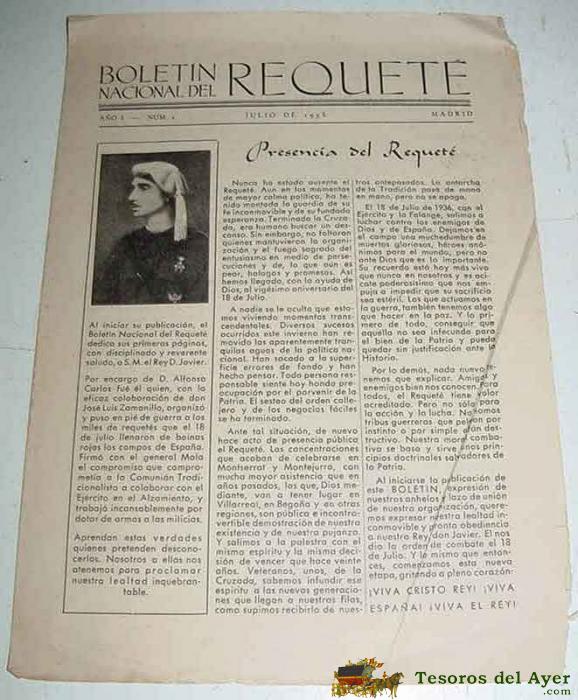 BOLETIN
NACIONAL DEL
REQUETÉ
AÑO I — NUM. 1
JULIO DE 1956
MADRID
Al iniciar su publicación, el
Boletín Nacional del Requeté
dedica sus primeras páginas,
con disciplinado y reverente
saludo, a S. M. el Rey D. Javier.
Por encargo de D. Alfonso
Carlos fué él quien, con la
eficaz colaboración de don
José Luis Zamanillo, organizó
y puso en pié de guerra a los
miles de requetés que el 18
de julio llenaron de boinas
rojas los campos de España.
Firmó con el general Mola
el compromiso que compromo-
metía a la Comunión Tradi-
cionalista a colaborar con el
Ejército en el Alzamiento, y
trabajó incansablemente por
dotar de armas a las milicias.
Aprendan estas verdades
quienes pretenden descono-
cerlos. Nosotros a ellos nos
atenemos para proclamar
nuestra lealtad inquebran-
table.
Presencia del Requeté
Nunca ha estado ausente el
Requeté. Aun en los momentos
de mayor calma política, ha te-
nido montada la guardia de su
fe inconmovible y de su fundada
esperanza. Terminada la Cruza-
da, era humano buscar un des-
canso. Sin embargo, no faltaron
quienes mantuvieron la organi-
zación y el fuego sagrado del
entusiasmo en medio de perse-
cuciones y de, lo que aún es
peor, halagos y promesas. Así
hemos llegado, con la ayuda de
Dios, al vigésimo aniversario del
18 de Julio.
A nadie se le oculta que esta-
mos viviendo momentos trans-
cendentales. Diversos sucesos
ocurridos este invierno han re-
movido las aparentemente tran-
quilas aguas de la política na-
cional. Han sacado a la super-
ficie errores de fondo y han
hecho pensar. Todo persona res-
ponsable siente hoy honda pre-
ocupación por el porvenir de la
Patria. El sesteo del orden calle-
jero y de los negocios fáciles
se ha terminado.
Ante tal situación, de nuevo
hace acto de presencia pública
el Requeté. Las concentraciones
que acaban de celebrarse en
Montserrat y Montejurra, con
mucha mayor asistencia que en
años pasados, las que, Dios me-
diante, van a tener lugar en
Villarreal, en Begoña y en otras
regiones, son pública e incontro-
vertible demostración de nuestra
existencia y de nuestra pujanza.
Y salimos a la palestra con el
mismo espíritu y la misma deci-
sión de vencer que hace veinte
años. Veteranos, unos, de la
Cruzada, sabemos infundir ese
espíritu a las nuevas generacio-
nes que llegan a nuestras filas,
como supimos recibirlo de nues-
tros antepasados. La antorcha
de la Tradición pasa de mano
en mano, pero no se apaga.
El 18 de Julio de 1936, con el
Ejército y la Falange, salimos a
luchar contra los enemigos de
Dios y de España. Dejamos en
el campo una muchedumbre de
muertos gloriosos, héroes anó-
nimos para el mundo, pero no
ante Dios que es lo importante.
Su recuerdo está hoy más vivo
que nunca en nosotros y es aci-
cate poderosísimo que nos em-
puja a impedir que su sacrificio
sea estéril. Los que actuamos en
la guerra, también tenemos algo
que hacer en la paz. Y lo pri-
mero de todo, conseguir que
aquella no sea infecunda para
el bien de la Patria y pueda
quedar sin justificación ante la
Historia.
Por lo demás, nada nuevo te-
nemos que explicar. Amigos y
enemigos bien nos conocen. Para
todos, el Requeté tiene valor
acreditado. Pero no sólo para
la acción y la lucha. No somos
tribus guerreras que pelean por
instinto o por simple afán des-
tructivo. Nuestra moral comba-
tiva se basa y sirve unos prin-
cipios doctrinales salvadores de
la Patria.
Al iniciarse la publicación de
este BOLETIN, expresión de
nuestros anhelos y lazo de unión
de nuestra organización, quere-
mos expresar nuestra lealtad in-
conmovible y pronta obediencia
a nuestro Rey don Javier. El nos
dio la orden de combate el 18
de Julio. Y lo mismo que enton-
ces, comenzamos esta nueva
etapa, gritando a pleno corazón:
¡VIVA CRISTO REY! ¡VIVA
ESPAÑA! ¡VIVA EL REY!
Tesoros del Ayer
.com